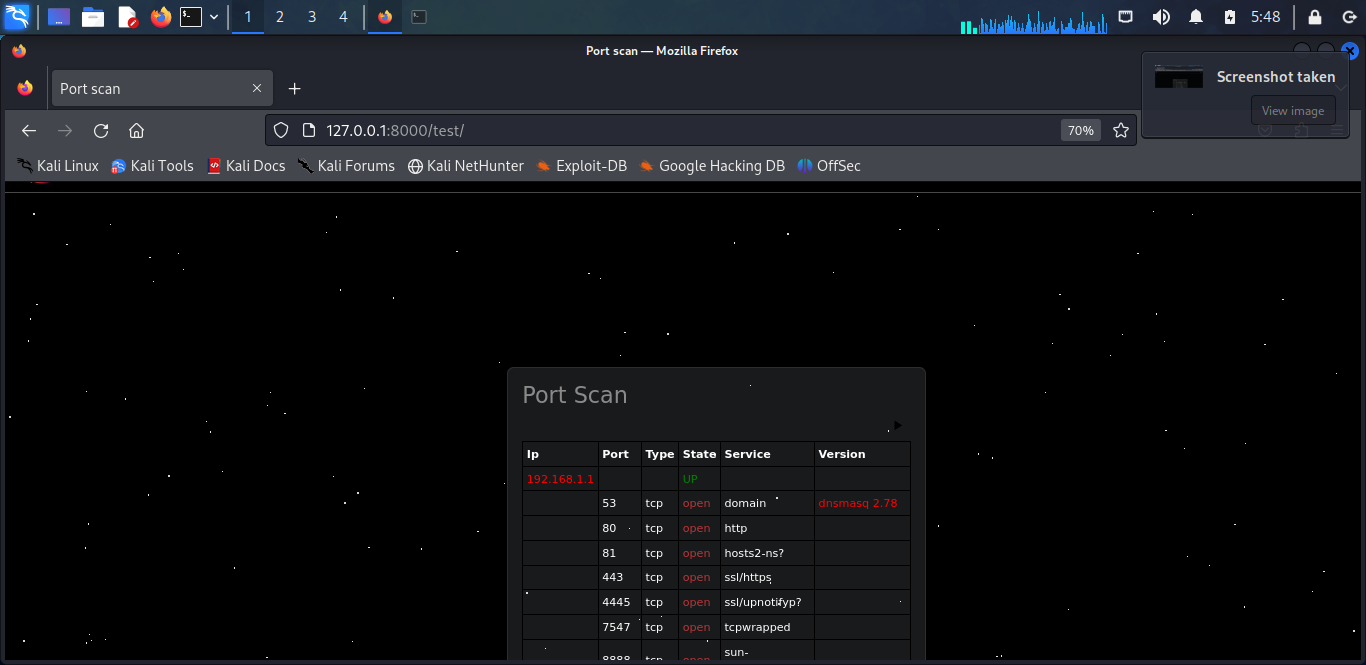 1 2 3 4 5:48
Port scan — Mozilla Firefox
Port scan
Screenshot taken
View image
127.0.0.1:8000/test/ 70%
Kali Linux Kali Tools Kali Docs Kali Forums Kali NetHunter Exploit-DB Google Hacking DB OffSec
Port Scan
Ip Port Type State Service Version
192.168.1.1 UP
53 tcp open domain dnsmasq 2.78
80 tcp open http
81 tcp open hosts2-ns?
443 tcp open ssl/https
4445 tcp open ssl/upnotifyp?
7547 tcp open tcpwrapped
8888 tcp open sun-